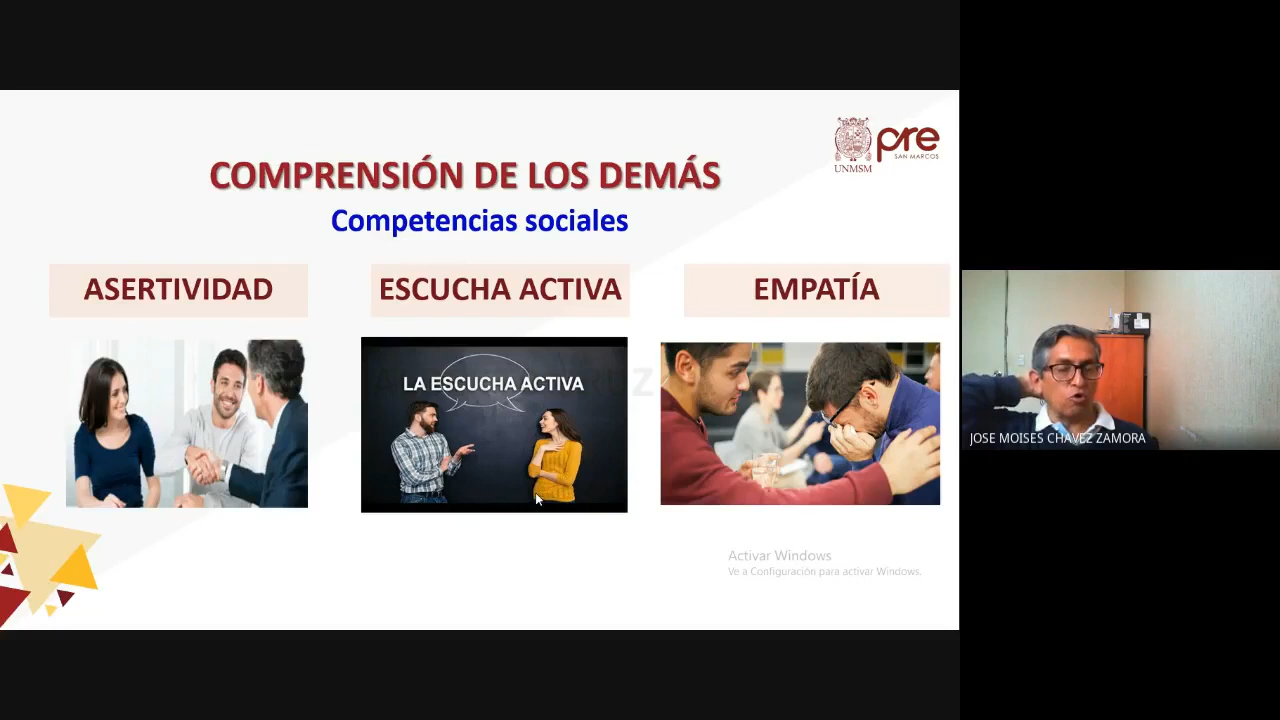 pre
SAN MARCOS
UNMSM
COMPRENSIÓN DE LOS DEMÁS
Competencias sociales
ASERTIVIDAD
ESCUCHA ACTIVA
EMPATÍA
LA ESCUCHA ACTIVA
JOSE MOISES CHAVEZ ZAMORA
Activar Windows
Ve a Configuración para activar Windows.